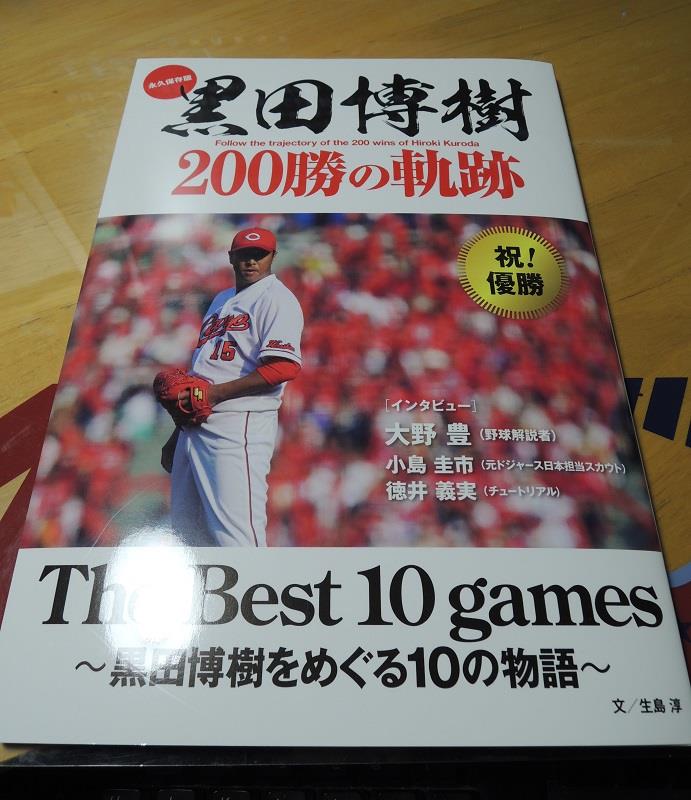 永久保存版
黒田博樹
Follow the trajectory of the 200 wins of Hiroki Kuroda
200勝の軌跡
祝!
優勝
Carp
15
[インタビュー]
大野 豊(野球解説者)
小島 圭市(元ドジャース日本担当スカウト)
徳井 義実(チュートリアル)
The Best 10 games
~黒田博樹をめぐる10の物語~
文/生島 淳